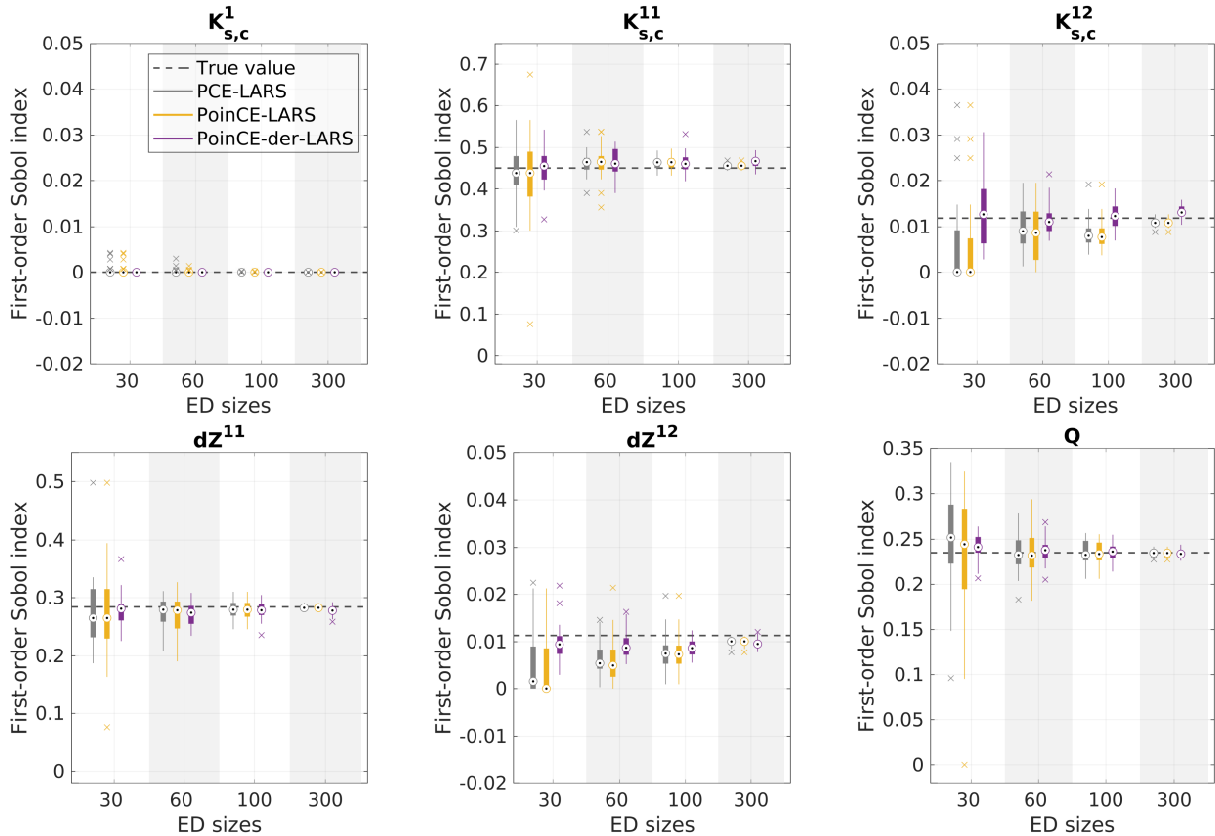 K¹s,c
First-order Sobol index
0.05
0.04
0.03
0.02
0.01
0
-0.01
-0.02
True value
PCE-LARS
PoinCE-LARS
PoinCE-der-LARS
30 60 100 300
ED sizes
K¹¹s,c
First-order Sobol index
0.7
0.6
0.5
0.4
0.3
0.2
0.1
0
30 60 100 300
ED sizes
K¹²s,c
First-order Sobol index
0.05
0.04
0.03
0.02
0.01
0
-0.01
-0.02
30 60 100 300
ED sizes
dZ¹¹
First-order Sobol index
0.5
0.4
0.3
0.2
0.1
0
30 60 100 300
ED sizes
dZ¹²
First-order Sobol index
0.05
0.04
0.03
0.02
0.01
0
-0.01
-0.02
30 60 100 300
ED sizes
Q
First-order Sobol index
0.35
0.3
0.25
0.2
0.15
0.1
0.05
0
30 60 100 300
ED sizes